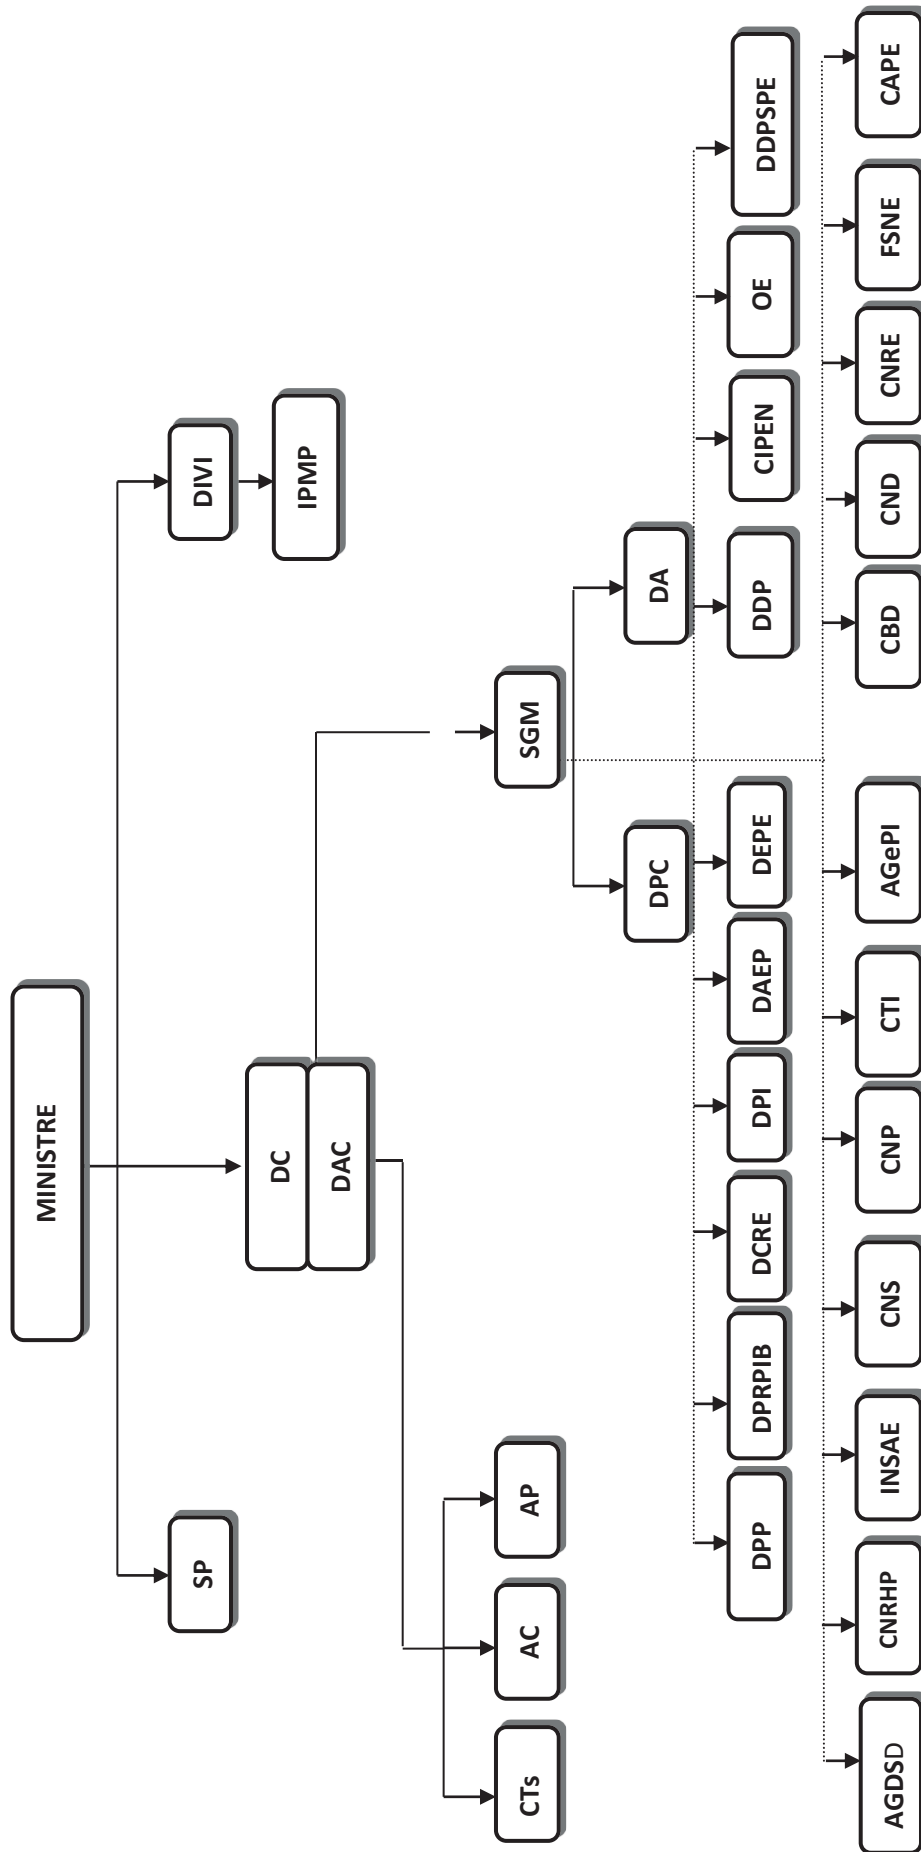 MINISTRE
SP
DIVI
IPMP
DC
DAC
CTs
AC
AP
SGM
DPC
DA
DPP
DPRPIB
DCRE
DPI
DAEP
DEPE
DDP
CIPEN
OE
DDPSPE
AGDSD
CNRHP
INSAE
CNS
CNP
CTI
AGePI
CBD
CND
CNRE
FSNE
CAPE